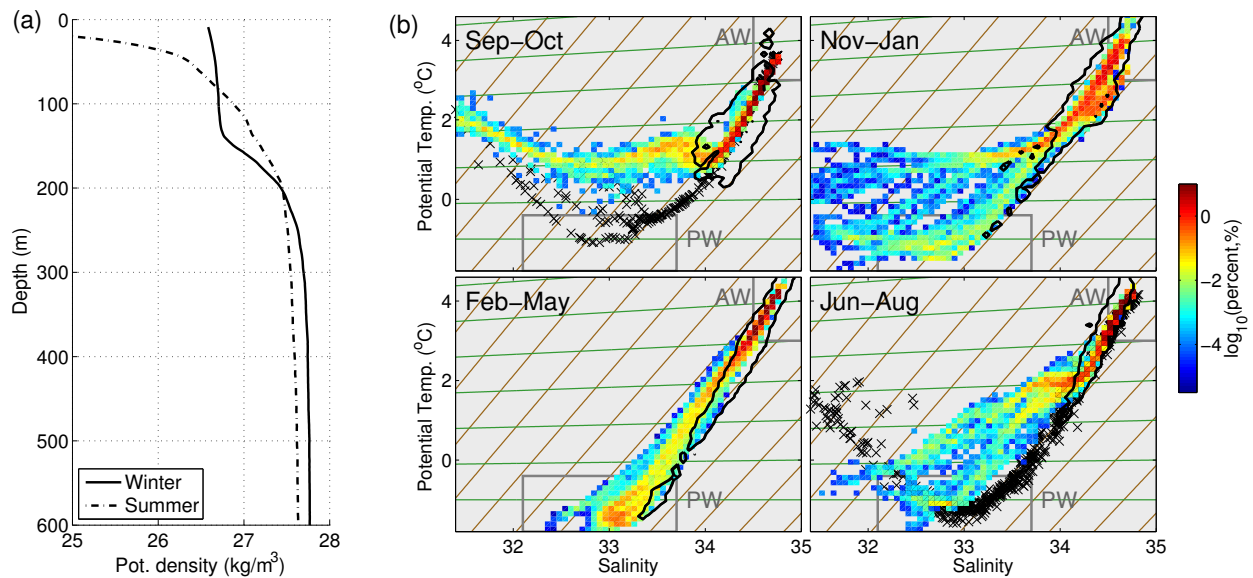 (a)
0
100
200
300
400
500
600
Depth (m)
25
26
27
28
Pot. density (kg/m³)
Winter
Summer
(b)
Sep−Oct
AW
PW
Nov−Jan
AW
PW
4
2
0
Potential Temp. (°C)
Feb−May
AW
PW
Jun−Aug
AW
PW
4
2
0
Potential Temp. (°C)
32
33
34
35
Salinity
32
33
34
35
Salinity
0
−2
−4
log₁₀(percent,%)